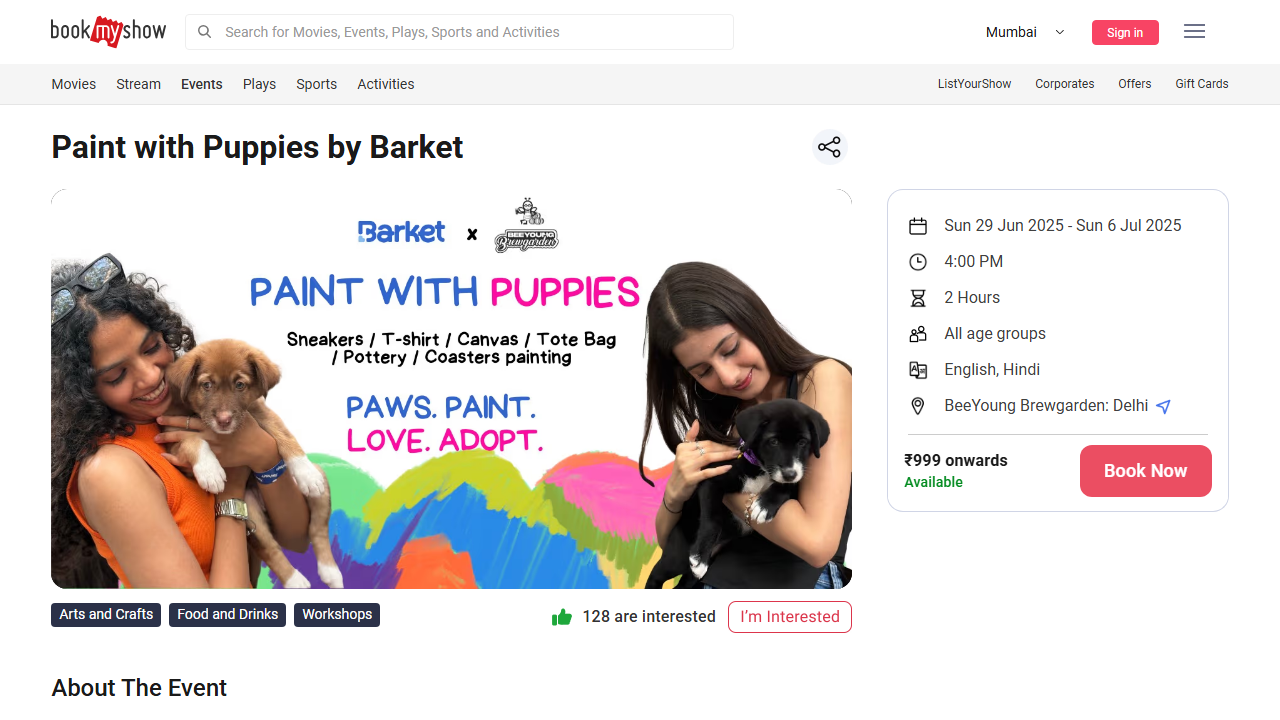 bookmyshow
Search for Movies, Events, Plays, Sports and Activities
Mumbai
Sign in
Movies
Stream
Events
Plays
Sports
Activities
ListYourShow
Corporates
Offers
Gift Cards
Paint with Puppies by Barket
Barket x BEEYOUNG
Brewgarden
PAINT WITH PUPPIES
Sneakers / T-shirt / Canvas / Tote Bag
/ Pottery / Coasters painting
PAWS. PAINT.
LOVE. ADOPT.
Sun 29 Jun 2025 - Sun 6 Jul 2025
4:00 PM
2 Hours
All age groups
English, Hindi
BeeYoung Brewgarden: Delhi
₹999 onwards
Available
Book Now
Arts and Crafts
Food and Drinks
Workshops
128 are interested
I’m Interested
About The Event